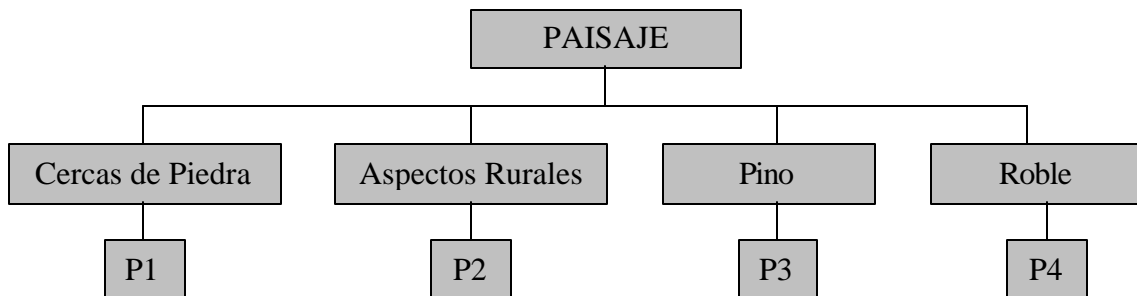 PAISAJE
Cercas de Piedra
Aspectos Rurales
Pino
Roble
P1
P2
P3
P4